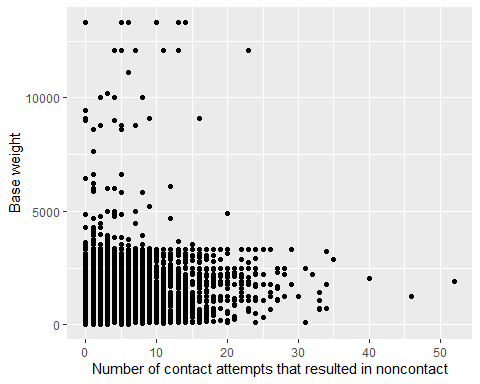 10000
5000
0
Base weight
0 10 20 30 40 50
Number of contact attempts that resulted in noncontact